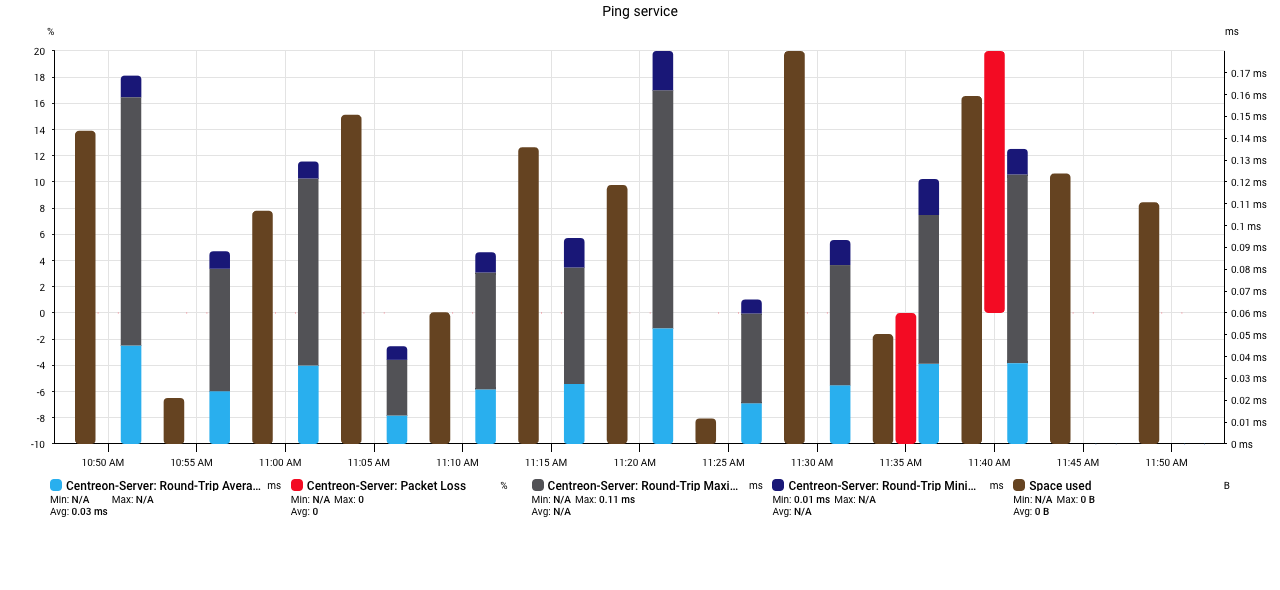 Ping service
% ms
20
18
16
14
12
10
8
6
4
2
0
-2
-4
-6
-8
-10
0.17 ms
0.16 ms
0.15 ms
0.14 ms
0.13 ms
0.12 ms
0.11 ms
0.1 ms
0.09 ms
0.08 ms
0.07 ms
0.06 ms
0.05 ms
0.04 ms
0.03 ms
0.02 ms
0.01 ms
0 ms
10:50 AM 10:55 AM 11:00 AM 11:05 AM 11:10 AM 11:15 AM 11:20 AM 11:25 AM 11:30 AM 11:35 AM 11:40 AM 11:45 AM 11:50 AM
Centreon-Server: Round-Trip Avera... ms
Min: N/A Max: N/A
Avg: 0.03 ms
Centreon-Server: Packet Loss %
Min: N/A Max: 0
Avg: 0
Centreon-Server: Round-Trip Maxi... ms
Min: N/A Max: 0.11 ms
Avg: N/A
Centreon-Server: Round-Trip Mini... ms
Min: 0.01 ms Max: N/A
Avg: N/A
Space used B
Min: N/A Max: 0 B
Avg: 0 B